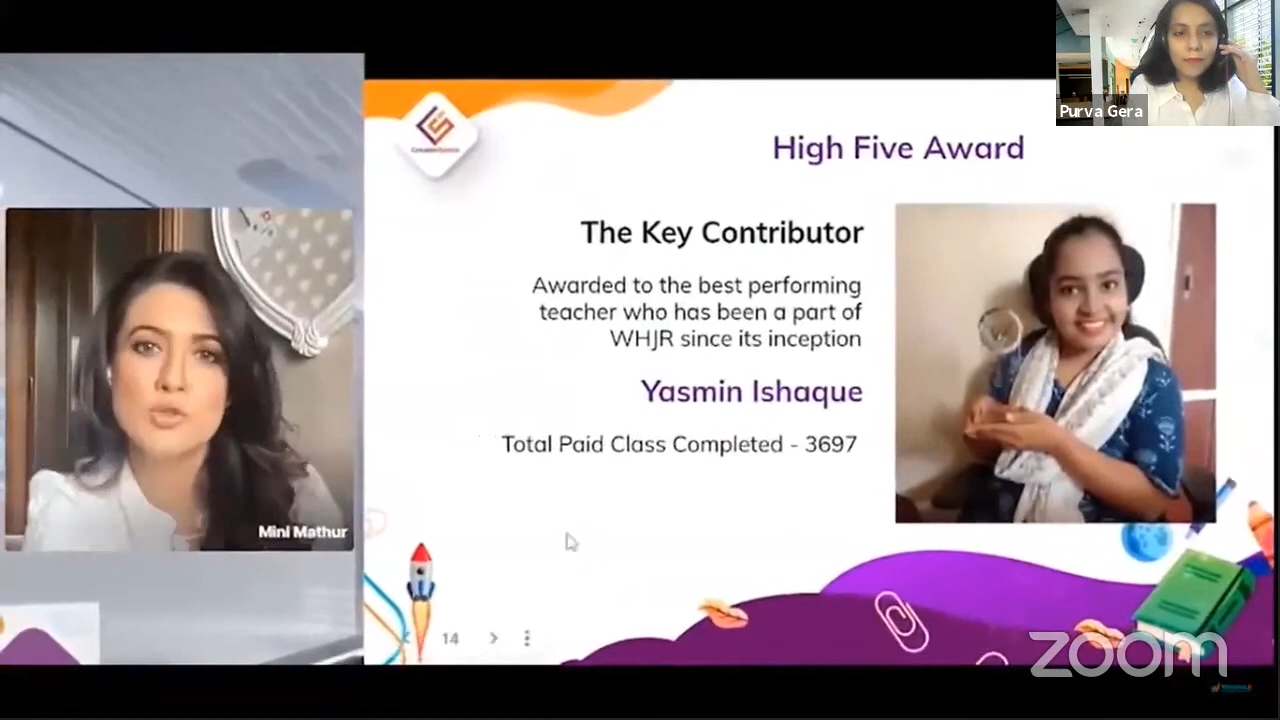 Purva Gera
High Five Award
The Key Contributor
Awarded to the best performing
teacher who has been a part of
WHJR since its inception
Yasmin Ishaque
Total Paid Class Completed - 3697
Mini Mathur
14
zoom